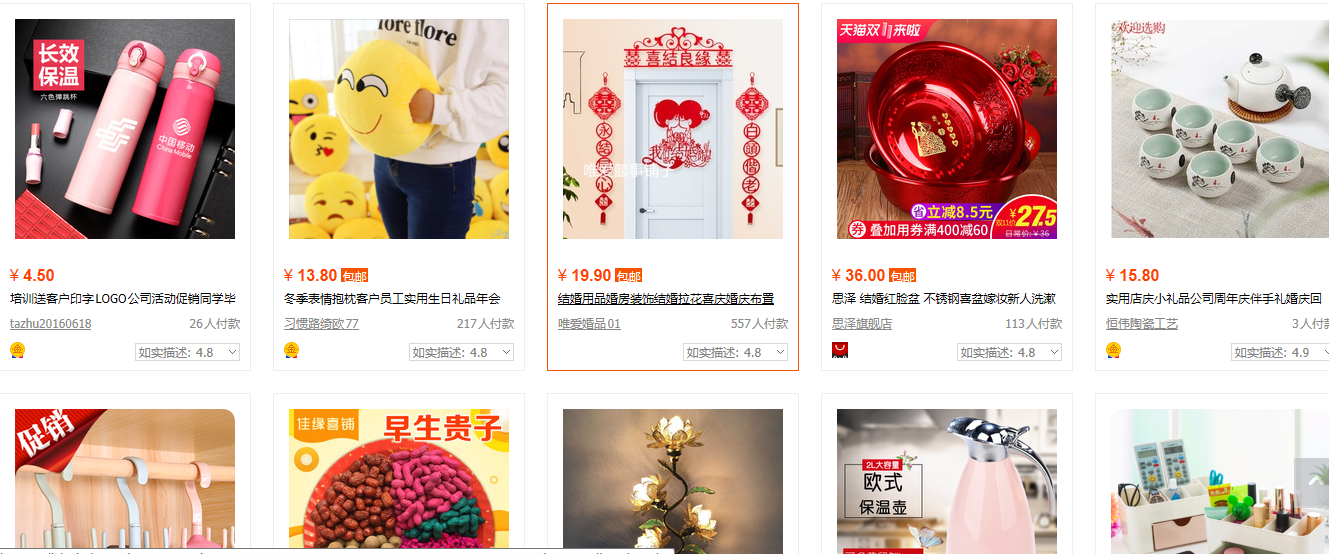 长效
保温
六色弹跳杯
中国移动
China Mobile
fore flore
囍喜結良緣囍
永结同心
白頭偕老
我们结婚啦
唯爱囍事铺子
天猫双11来啦
省 立减8.5元
券 叠加用券满400减60
双11价
¥27.5
日常价:¥36
欢迎选购
¥ 4.50
培训送客户印字LOGO公司活动促销同学毕
tazhu20160618 26人付款
金
如实描述: 4.8
¥ 13.80 包邮
冬季表情抱枕客户员工实用生日礼品年会
习惯路绮欧77 217人付款
金
如实描述: 4.8
¥ 19.90 包邮
结婚用品婚房装饰结婚拉花喜庆婚庆布置
唯爱婚品01 557人付款
如实描述: 4.8
¥ 36.00 包邮
思泽 结婚红脸盆 不锈钢喜盆嫁妆新人洗漱
思泽旗舰店 113人付款
如实描述: 4.8
¥ 15.80
实用店庆小礼品公司周年庆伴手礼婚庆回
恒伟陶瓷工艺 3人付款
金
如实描述: 4.9
促销
佳缘喜铺
早生贵子
2L大容量
欧式
保温壶